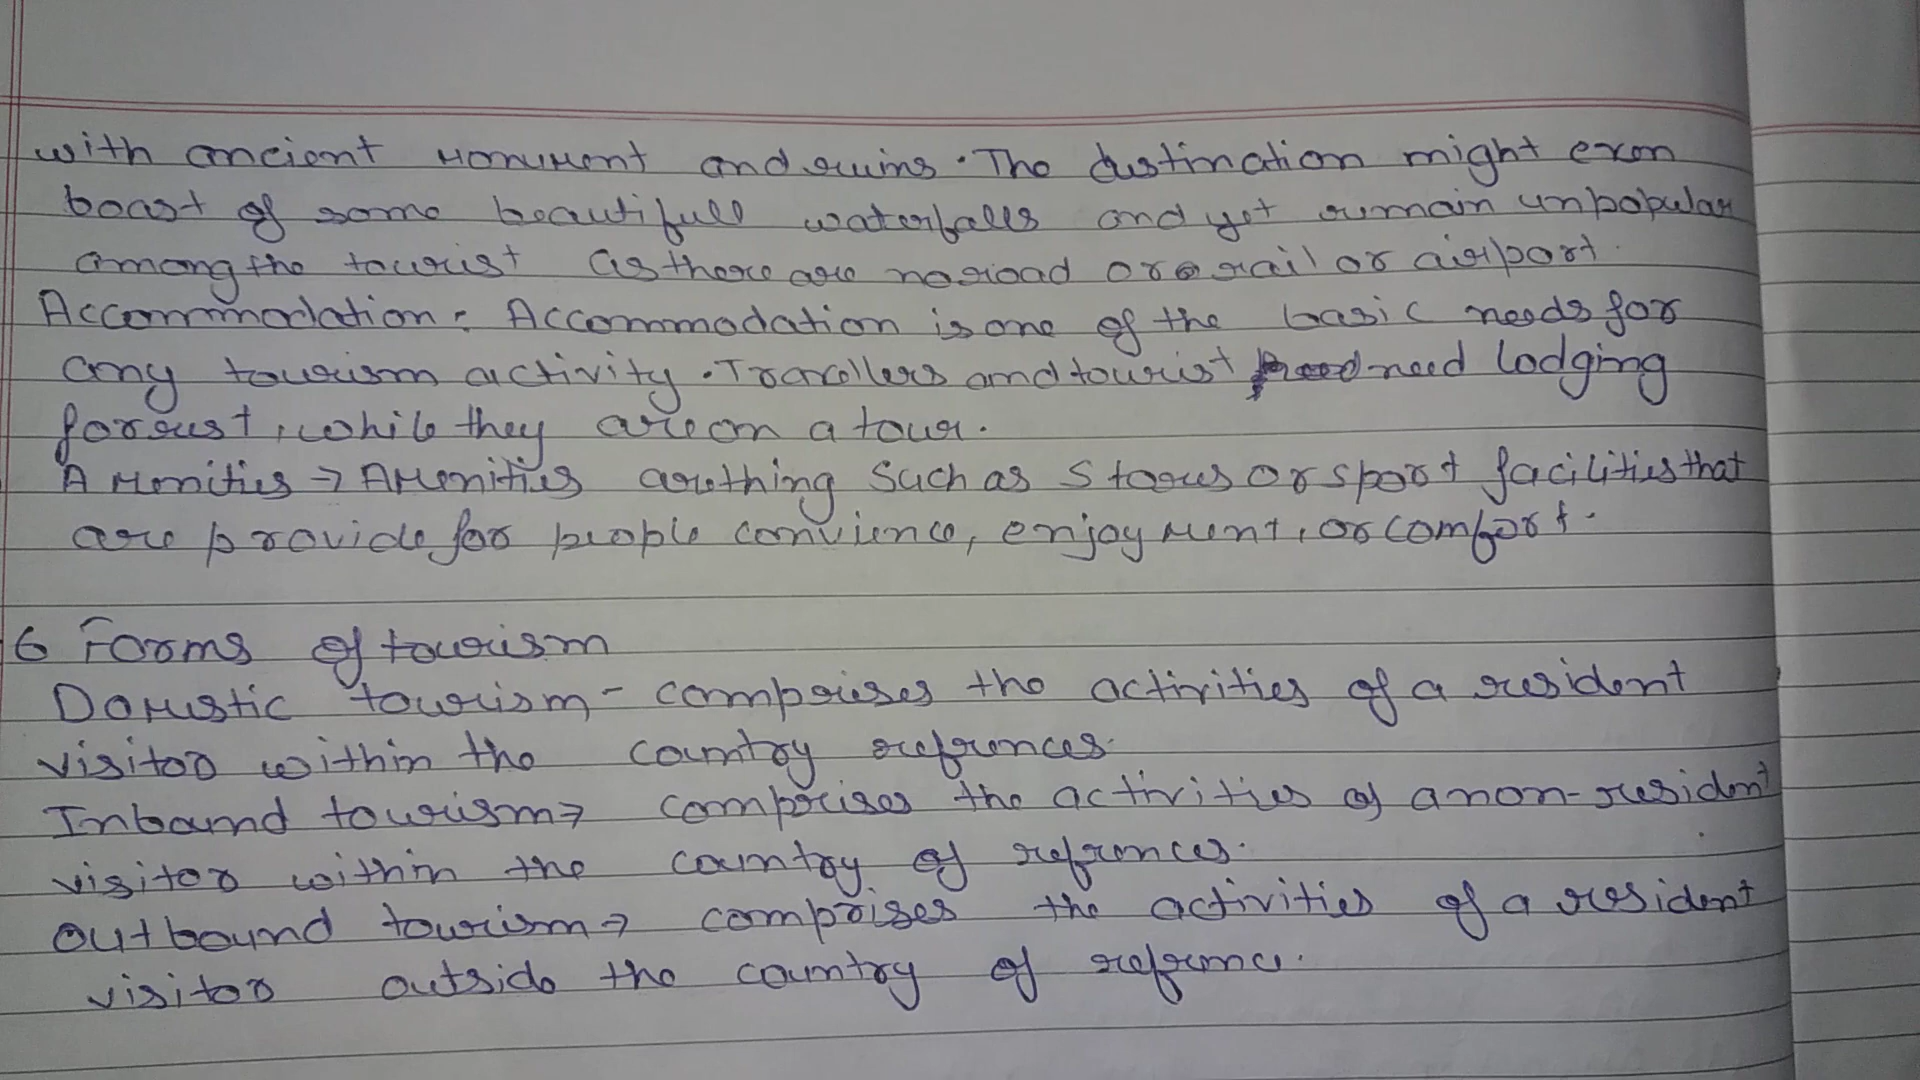 with ancient monument and ruins. The destination might even
boast of some beautifull waterfalls and yet remain unpopular
among the tourist as there are no road or a rail or airport.
Accommodation: Accommodation is one of the basic needs for
any tourism activity. Travellers and tourist need need lodging
for rest, while they are on a tour.
Amenities → Amenities are thing such as stores or sport facilities that
are provide for people convience, enjoyment, or comfort.
6 Forms of tourism
Domestic tourism - comprises the activities of a resident
visitor within the country refrences.
Inbound tourism → comprises the activities of a non-resident
visitor within the country of refrences.
Outbound tourism → comprises the activities of a resident
visitor outside the country of refrence.